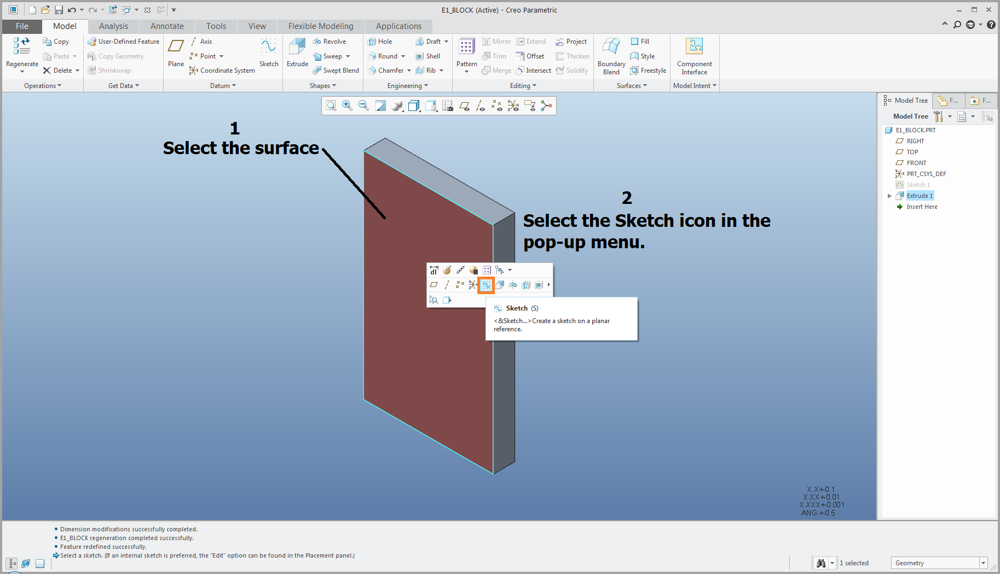 E1_BLOCK (Active) - Creo Parametric
File Model Analysis Annotate Tools View Flexible Modeling Applications
Regenerate
Copy
Paste
Delete
Operations
User-Defined Feature
Copy Geometry
Shrinkwrap
Get Data
Plane
Axis
Point
Coordinate System
Sketch
Datum
Extrude
Revolve
Sweep
Swept Blend
Shapes
Hole
Round
Chamfer
Draft
Shell
Rib
Engineering
Pattern
Mirror
Trim
Merge
Extend
Offset
Intersect
Project
Thicken
Solidify
Editing
Boundary
Blend
Fill
Style
Freestyle
Surfaces
Component
Interface
Model Intent
1
Select the surface
2
Select the Sketch icon in the
pop-up menu.
Sketch (S)
<&Sketch...>Create a sketch on a planar
reference.
X.X+-0.1
X.XX+-0.01
X.XXX+-0.001
ANG.+-0.5
Model Tree F... F...
Model Tree
E1_BLOCK.PRT
RIGHT
TOP
FRONT
PRT_CSYS_DEF
Sketch 1
Extrude 1
Insert Here
Dimension modifications successfully completed.
E1_BLOCK regeneration completed successfully.
Feature redefined successfully.
Select a sketch. (If an internal sketch is preferred, the "Edit" option can be found in the Placement panel.)
1 selected
Geometry